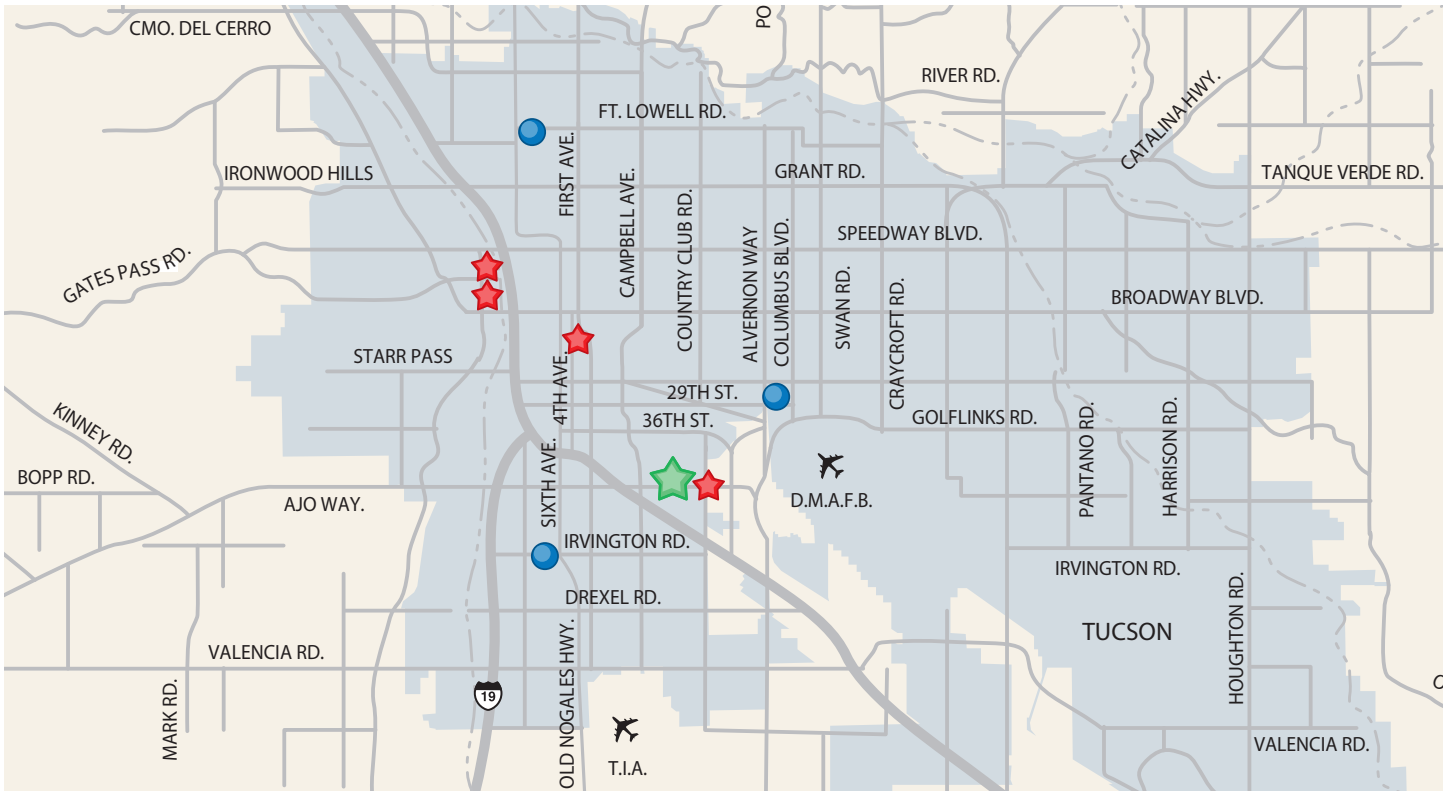 CMO. DEL CERRO
PO
RIVER RD.
CATALINA HWY.
FT. LOWELL RD.
FIRST AVE.
IRONWOOD HILLS
GRANT RD.
TANQUE VERDE RD.
CAMPBELL AVE.
COUNTRY CLUB RD.
ALVERNON WAY
COLUMBUS BLVD.
SPEEDWAY BLVD.
SWAN RD.
CRAYCROFT RD.
GATES PASS RD.
BROADWAY BLVD.
STARR PASS
4TH AVE.
29TH ST.
36TH ST.
GOLFLINKS RD.
PANTANO RD.
HARRISON RD.
KINNEY RD.
BOPP RD.
AJO WAY.
SIXTH AVE.
D.M.A.F.B.
IRVINGTON RD.
IRVINGTON RD.
DREXEL RD.
HOUGHTON RD.
TUCSON
VALENCIA RD.
OLD NOGALES HWY.
MARK RD.
19
T.I.A.
VALENCIA RD.